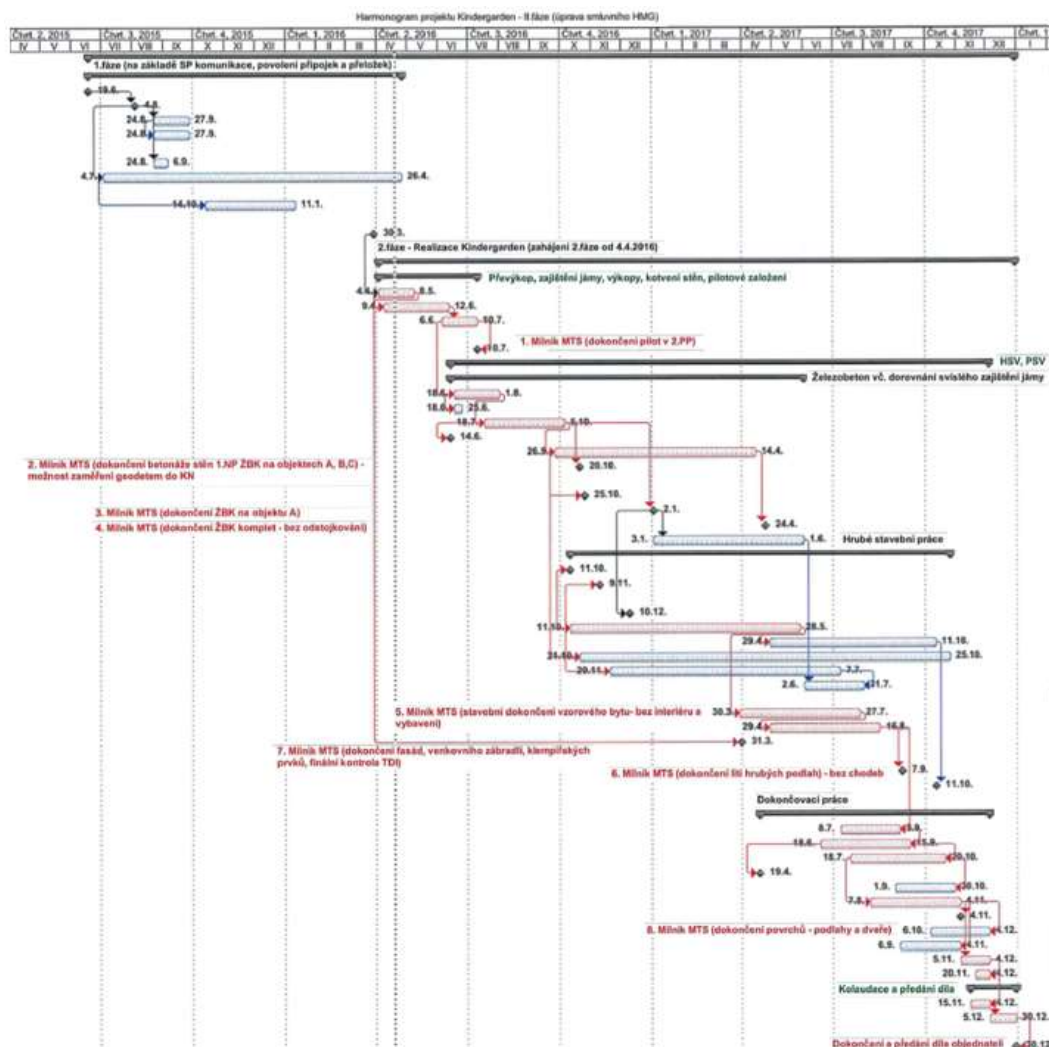 Harmonogram projektu Kindergarden - II.fáze (úprava smluvního HMG)
Čtvrt. 2, 2015 Čtvrt. 3, 2015 Čtvrt. 4, 2015 Čtvrt. 1, 2016 Čtvrt. 2, 2016 Čtvrt. 3, 2016 Čtvrt. 4, 2016 Čtvrt. 1, 2017 Čtvrt. 2, 2017 Čtvrt. 3, 2017 Čtvrt. 4, 2017 Čtvrt. 1
IV V VI VII VIII IX X XI XII I II III IV V VI VII VIII IX X XI XII I II III IV V VI VII VIII IX X XI XII I
1.fáze (na základě SP komunikace, povolení přípojek a přeložek)
19.6.
4.8.
24.8. 27.9.
24.8. 27.9.
24.8. 6.9.
4.7. 26.4.
14.10. 11.1.
30.3.
2.fáze - Realizace Kindergarden (zahájení 2.fáze od 4.4.2016)
Převýkop, zajištění jámy, výkopy, kotvení stěn, pilotové založení
4.4. 8.5.
9.4. 12.6.
6.6. 10.7.
1. Milník MTS (dokončení pilot v 2.PP)
10.7.
HSV, PSV
Železobeton vč. dorovnání svislého zajištění jámy
18.6. 1.8.
18.6. 25.6.
18.7. 5.10.
14.6.
26.9. 14.4.
2. Milník MTS (dokončení betonáže stěn 1.NP ŽBK na objektech A, B,C) -
možnost zaměření geodetem do KN
20.10.
25.10.
3. Milník MTS (dokončení ŽBK na objektu A)
2.1.
4. Milník MTS (dokončení ŽBK komplet - bez odstojkování)
24.4.
3.1. 1.6.
Hrubé stavební práce
11.10.
9.11.
10.12.
11.10. 28.5.
29.4. 11.10.
21.10. 25.10.
20.11. 7.7.
2.6. 31.7.
30.3. 27.7.
5. Milník MTS (stavební dokončení vzorového bytu- bez interiéru a
vybavení)
29.4. 16.8.
31.3.
7. Milník MTS (dokončení fasád, venkovního zábradlí, klempířských
prvků, finální kontrola TDI)
6. Milník MTS (dokončení lití hrubých podlah) - bez chodeb
7.9.
11.10.
Dokončovací práce
8.7.
18.6. 15.9.
18.7. 20.10.
19.4.
1.9. 20.10.
7.8. 4.11.
4.11.
8. Milník MTS (dokončení povrchů - podlahy a dveře)
6.10. 4.12.
6.9. 4.11.
5.11. 4.12.
20.11. 4.12.
Kolaudace a předání díla
15.11. 4.12.
5.12. 30.12.
Dokončení a předání díla objednateli